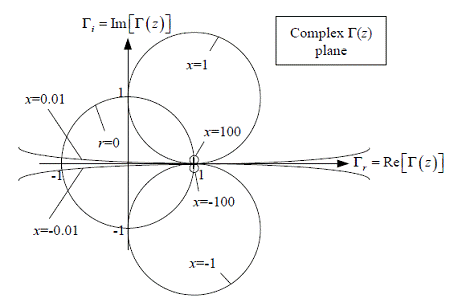 Γi = Im[Γ(z)]
Complex Γ(z)
plane
x=1
x=0.01
1
r=0
x=100
Γr = Re[Γ(z)]
-1
1
x=-100
x=-0.01
-1
x=-1